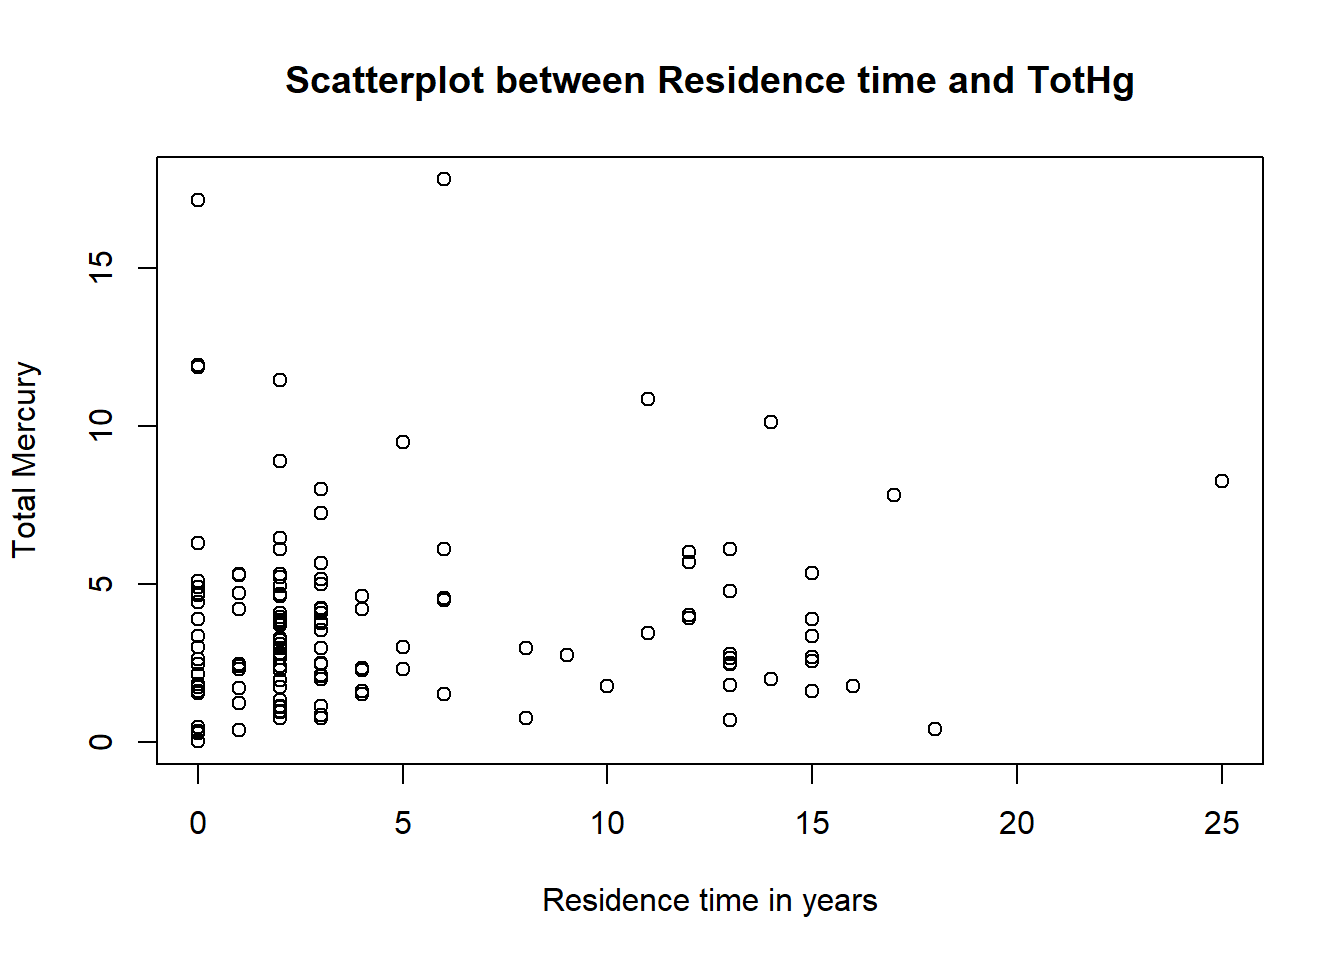 Scatterplot between Residence time and TotHg
Total Mercury
15
10
5
0
0 5 10 15 20 25
Residence time in years